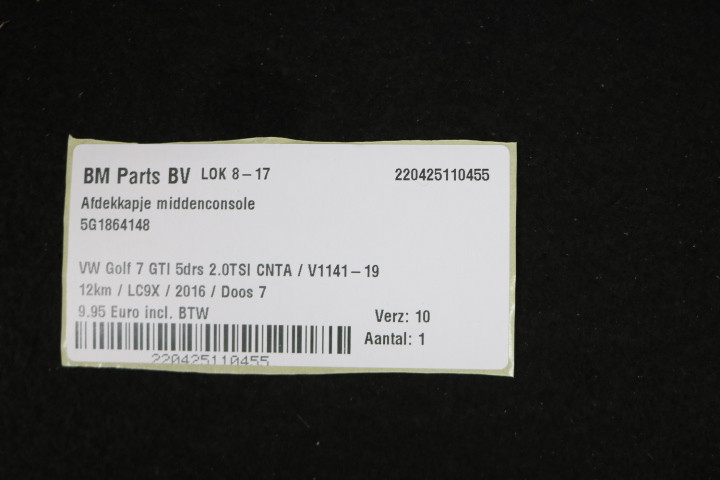 BM Parts BV LOK 8-17 220425110455
Afdekkapje middenconsole
5G1864148
VW Golf 7 GTI 5drs 2.0TSI CNTA / V1141-19
12km / LC9X / 2016 / Doos 7
9.95 Euro incl. BTW Verz: 10
Aantal: 1
220425110455